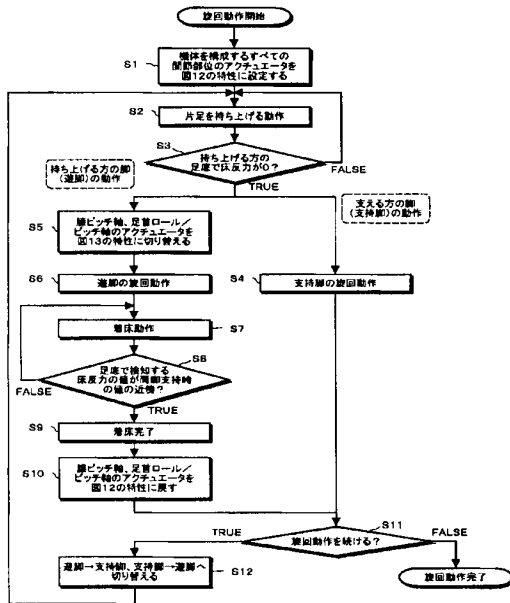 旋回動作開始
S1
機体を構成するすべての
関節部位のアクチュエータを
図12の特性に設定する
S2
片足を持ち上げる動作
S3
持ち上げる方の
足底で床反力が0?
FALSE
TRUE
持ち上げる方の脚
(遊脚)の動作
支える方の脚
(支持脚)の動作
S5
膝ピッチ軸、足首ロール/
ピッチ軸のアクチュエータを
図13の特性に切り替える
S6
遊脚の旋回動作
S4
支持脚の旋回動作
着床動作
S7
S8
足底で検知する
床反力の値が両脚支持時
の値の近傍?
FALSE
TRUE
S9
着床完了
S10
膝ピッチ軸、足首ロール/
ピッチ軸のアクチュエータを
図12の特性に戻す
S11
TRUE
旋回動作を続ける?
FALSE
遊脚→支持脚、支持脚→遊脚へ
切り替える
S12
旋回動作完了